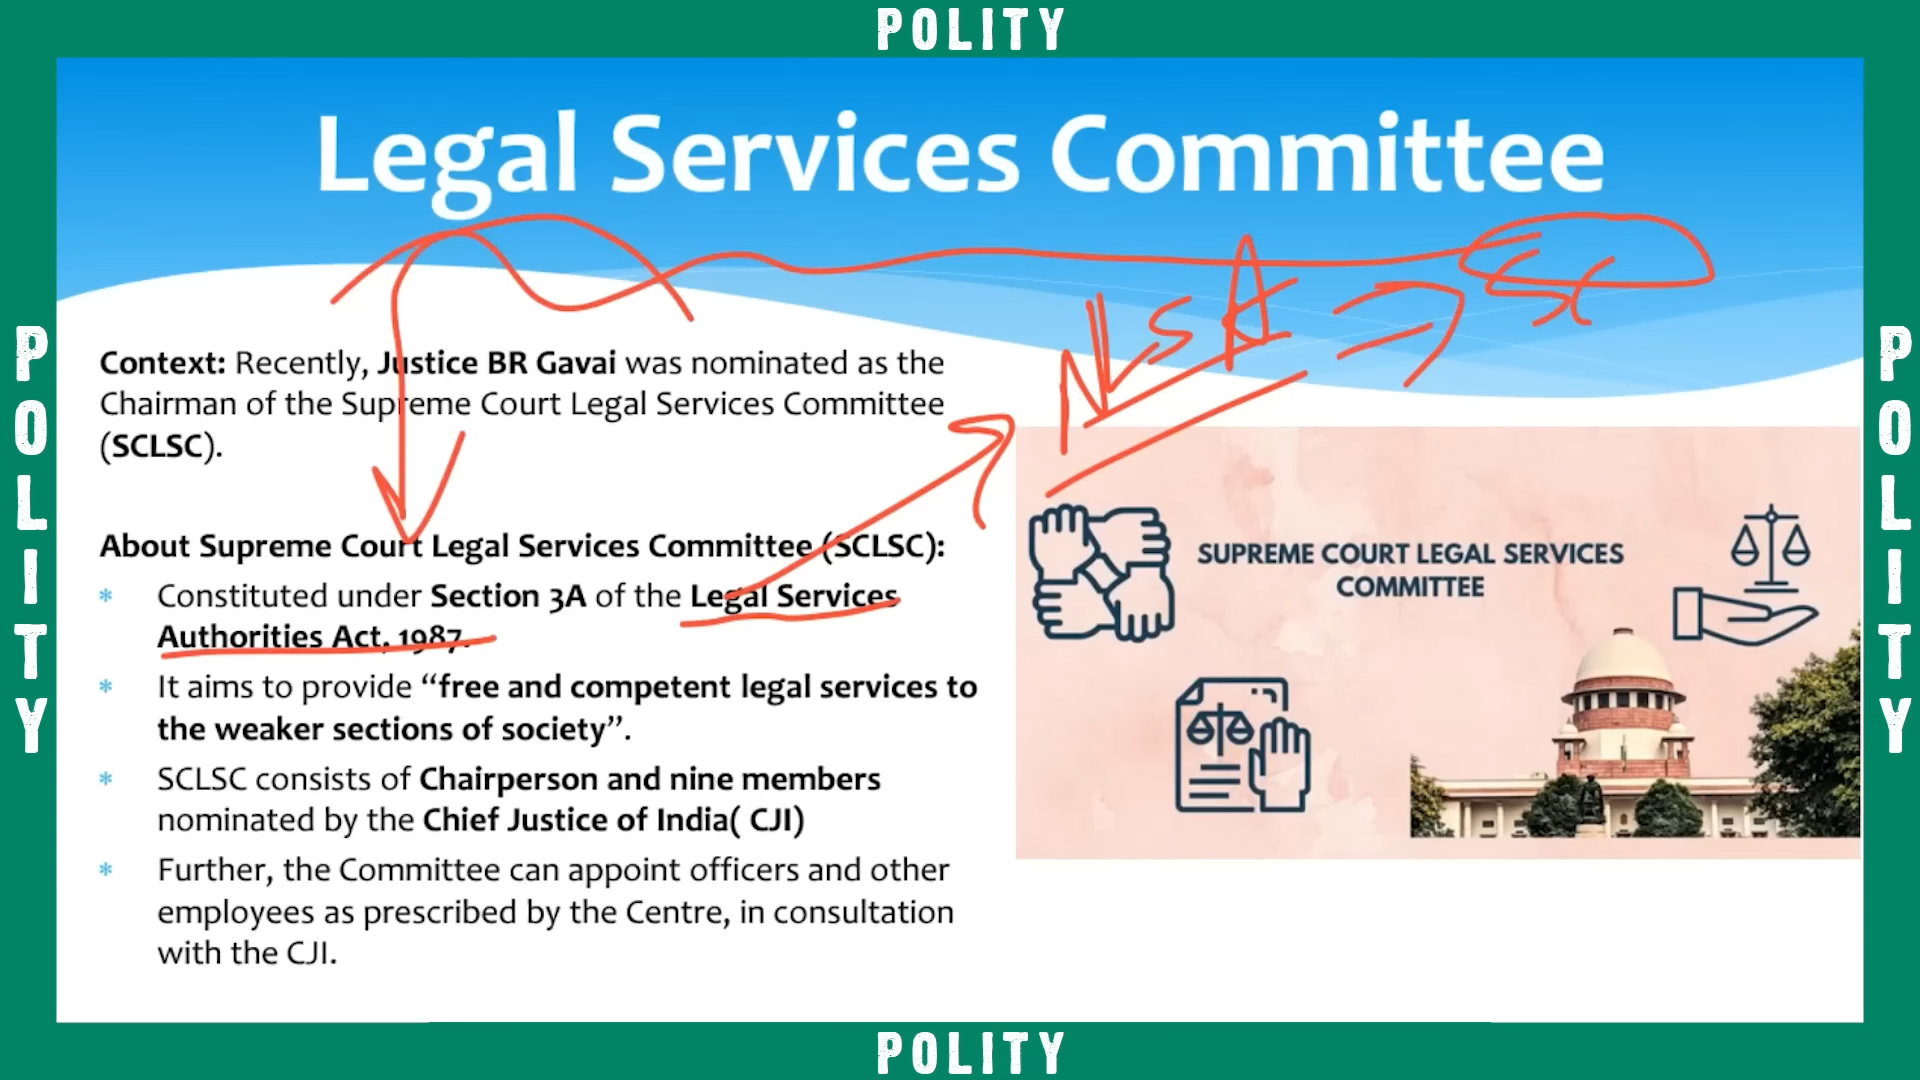 POLITY
Legal Services Committee
NLSA ⇒ SC
Context: Recently, Justice BR Gavai was nominated as the
Chairman of the Supreme Court Legal Services Committee
(SCLSC).
About Supreme Court Legal Services Committee (SCLSC):
* Constituted under Section 3A of the Legal Services
Authorities Act, 1987.
* It aims to provide “free and competent legal services to
the weaker sections of society”.
* SCLSC consists of Chairperson and nine members
nominated by the Chief Justice of India( CJI)
* Further, the Committee can appoint officers and other
employees as prescribed by the Centre, in consultation
with the CJI.
SUPREME COURT LEGAL SERVICES
COMMITTEE
POLITY
POLITY
POLITY